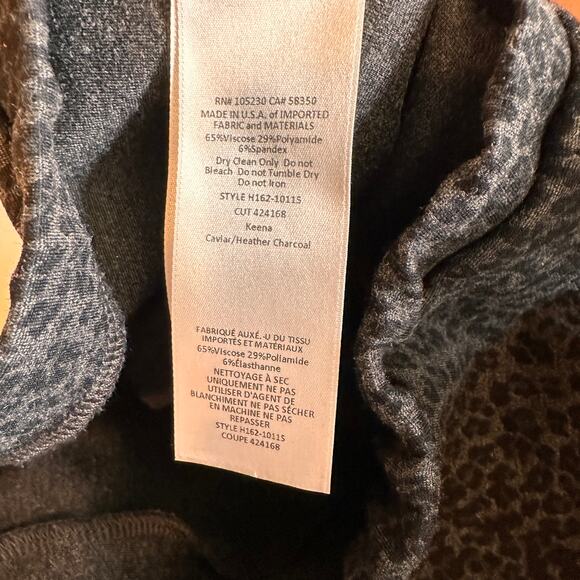 RN# 105230 CA# 58350
MADE IN U.S.A. of IMPORTED
FABRIC and MATERIALS
65%Viscose 29%Polyamide
6%Spandex
Dry Clean Only Do not
Bleach Do not Tumble Dry
Do not Iron
STYLE H162-10115
CUT 424168
Keena
Caviar/Heather Charcoal
FABRIQUÉ AUXÉ.-U DU TISSU
IMPORTÉS ET MATÉRIAUX
65%Viscose 29%Poliamide
6%Élasthanne
NETTOYAGE À SEC
UNIQUEMENT NE PAS
UTILISER D'AGENT DE
BLANCHIMENT NE PAS SÉCHER
EN MACHINE NE PAS
REPASSER
STYLE H162-10115
COUPE 424168